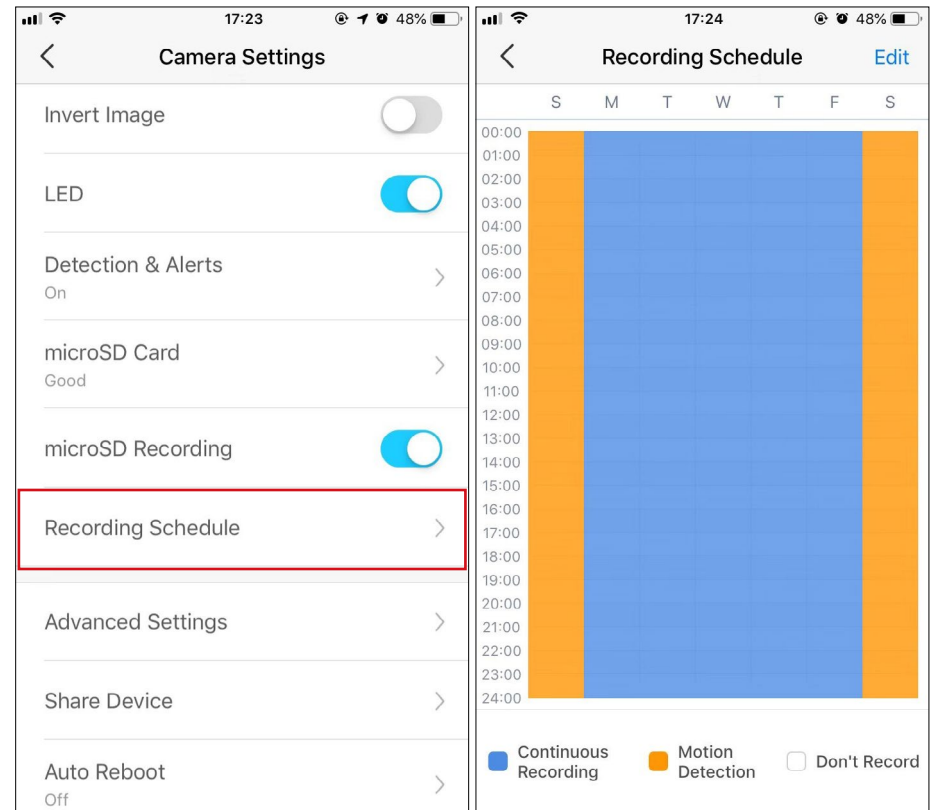 17:23
48%
Camera Settings
Invert Image
LED
Detection & Alerts
On
microSD Card
Good
microSD Recording
Recording Schedule
Advanced Settings
Share Device
Auto Reboot
Off
17:24
48%
Recording Schedule
Edit
S M T W T F S
00:00
01:00
02:00
03:00
04:00
05:00
06:00
07:00
08:00
09:00
10:00
11:00
12:00
13:00
14:00
15:00
16:00
17:00
18:00
19:00
20:00
21:00
22:00
23:00
24:00
Continuous
Recording
Motion
Detection
Don't Record